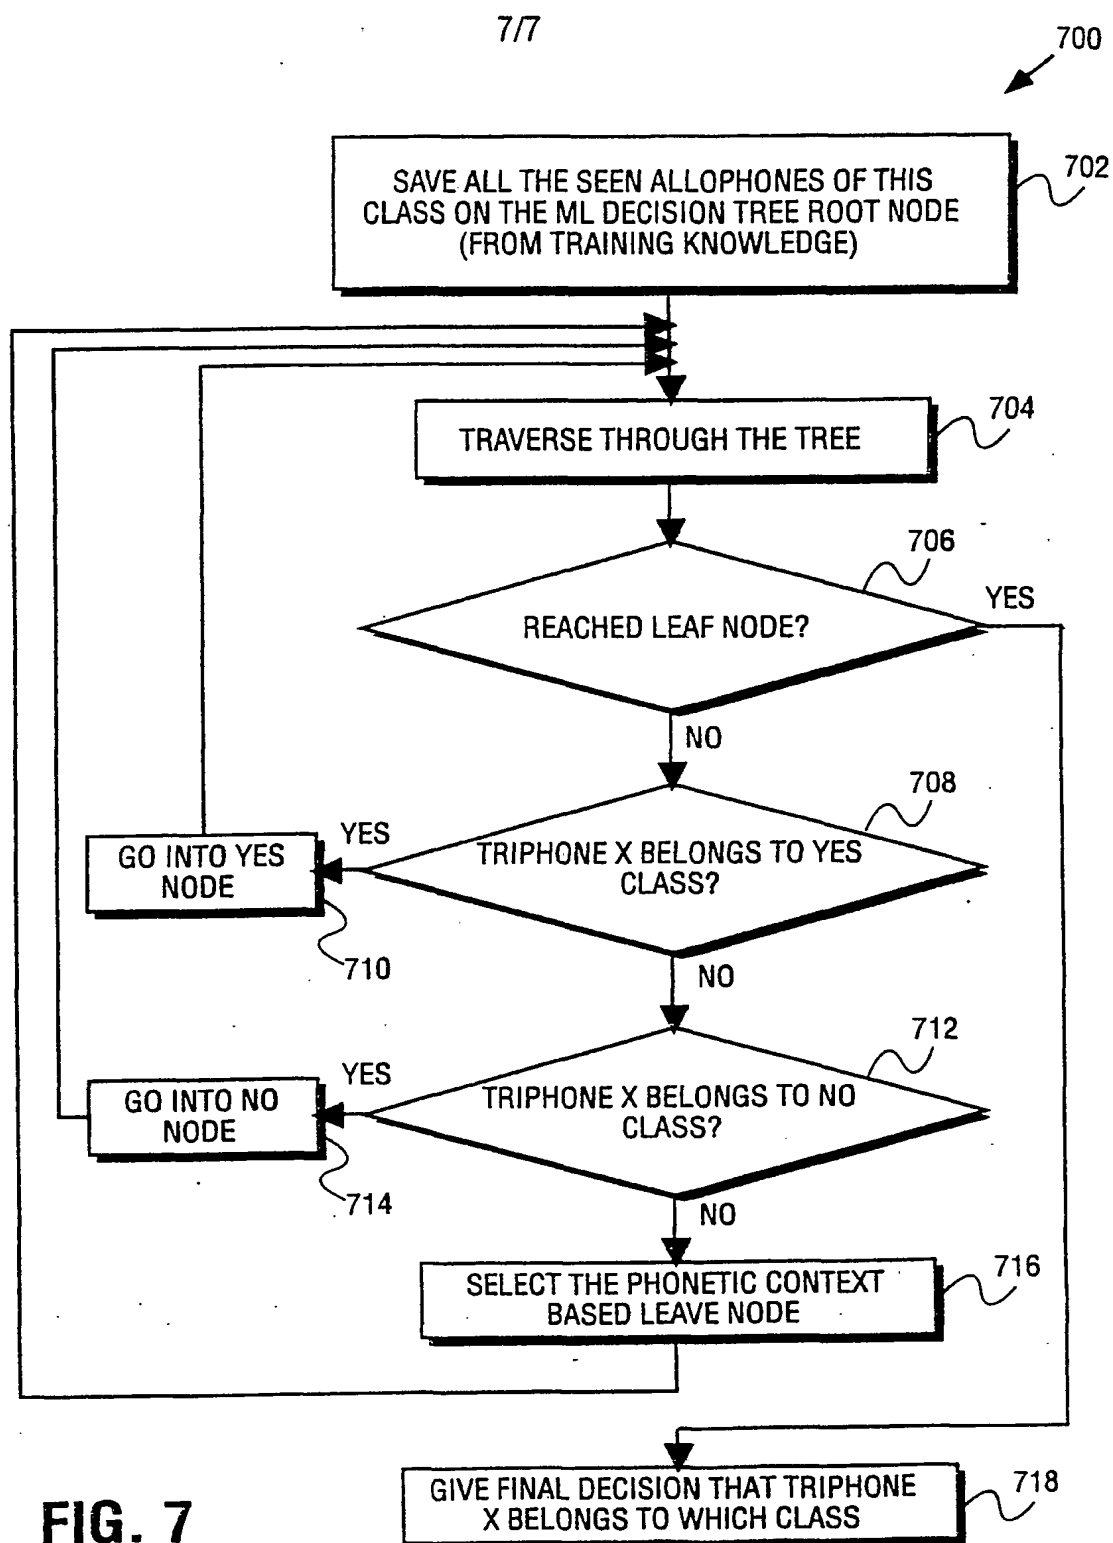 7/7
700
SAVE ALL THE SEEN ALLOPHONES OF THIS
CLASS ON THE ML DECISION TREE ROOT NODE
(FROM TRAINING KNOWLEDGE)
702
TRAVERSE THROUGH THE TREE
704
706
REACHED LEAF NODE?
YES
NO
708
TRIPHONE X BELONGS TO YES
CLASS?
YES
GO INTO YES
NODE
710
NO
712
TRIPHONE X BELONGS TO NO
CLASS?
YES
GO INTO NO
NODE
714
NO
SELECT THE PHONETIC CONTEXT
BASED LEAVE NODE
716
GIVE FINAL DECISION THAT TRIPHONE
X BELONGS TO WHICH CLASS
718
FIG. 7